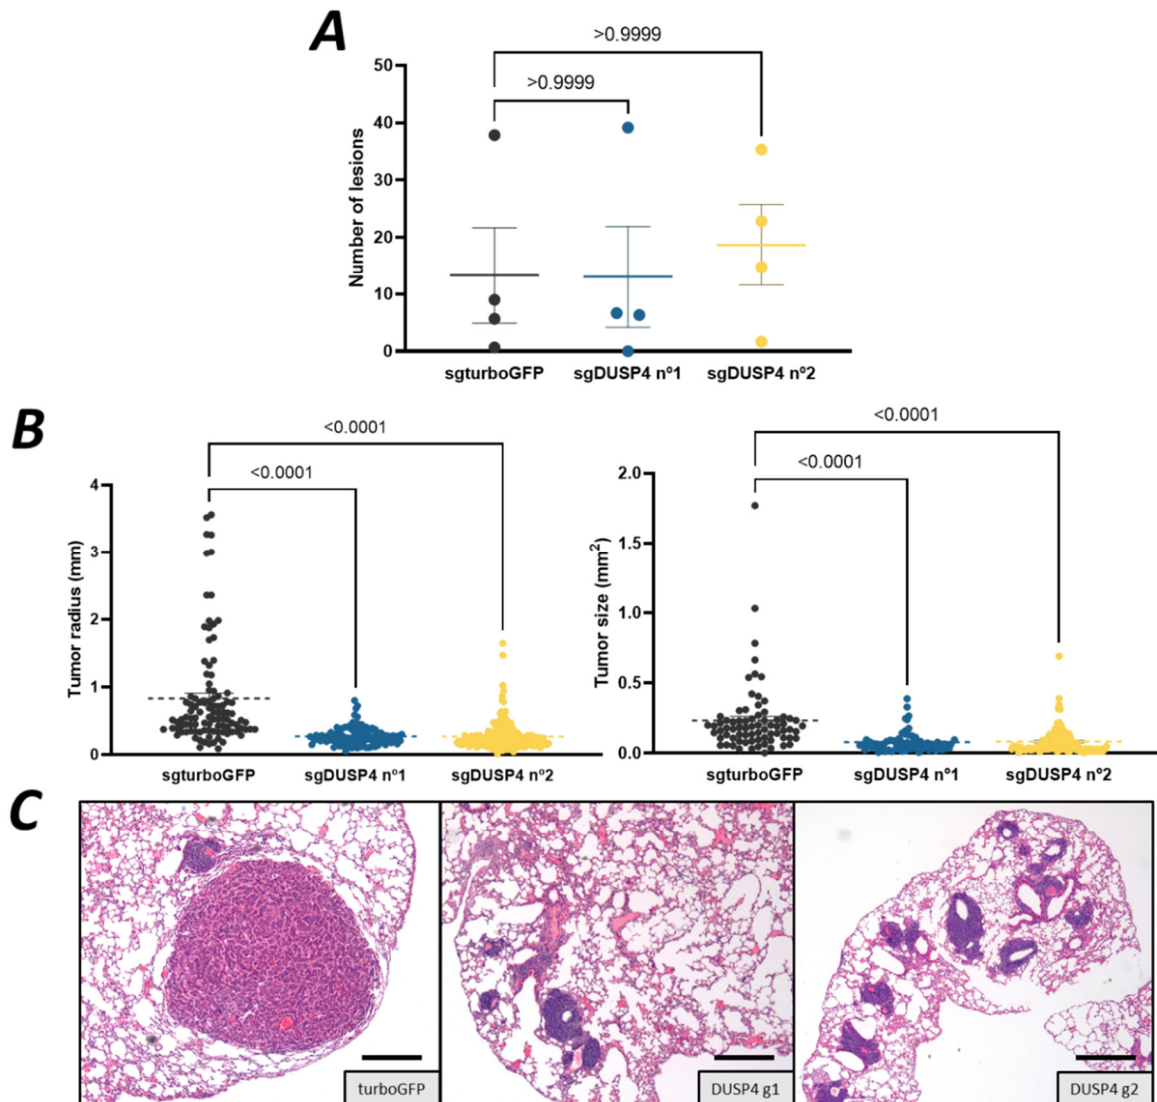 A
>0.9999
>0.9999
50
40
30
20
10
0
Number of lesions
sgturboGFP sgDUSP4 nº1 sgDUSP4 nº2
B
<0.0001
<0.0001
4
3
2
1
0
Tumor radius (mm)
sgturboGFP sgDUSP4 nº1 sgDUSP4 nº2
<0.0001
<0.0001
2.0
1.5
1.0
0.5
0.0
Tumor size (mm²)
sgturboGFP sgDUSP4 nº1 sgDUSP4 nº2
C
turboGFP
DUSP4 g1
DUSP4 g2